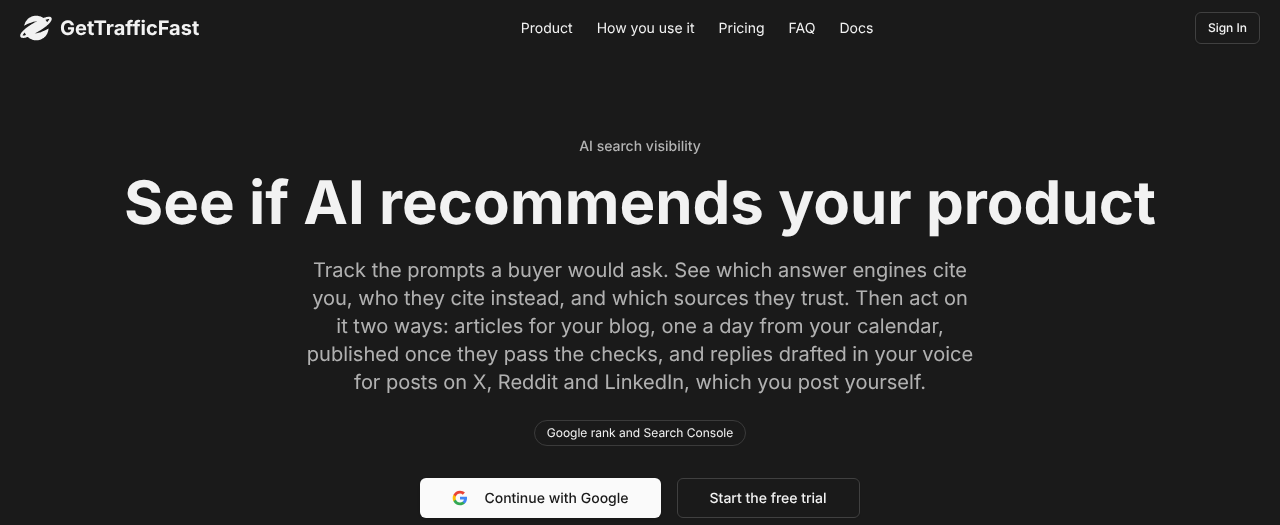 GetTrafficFast
Product
How you use it
Pricing
FAQ
Docs
Sign In
AI search visibility
See if AI recommends your product
Track the prompts a buyer would ask. See which answer engines cite
you, who they cite instead, and which sources they trust. Then act on
it two ways: articles for your blog, one a day from your calendar,
published once they pass the checks, and replies drafted in your voice
for posts on X, Reddit and LinkedIn, which you post yourself.
Google rank and Search Console
Continue with Google
Start the free trial